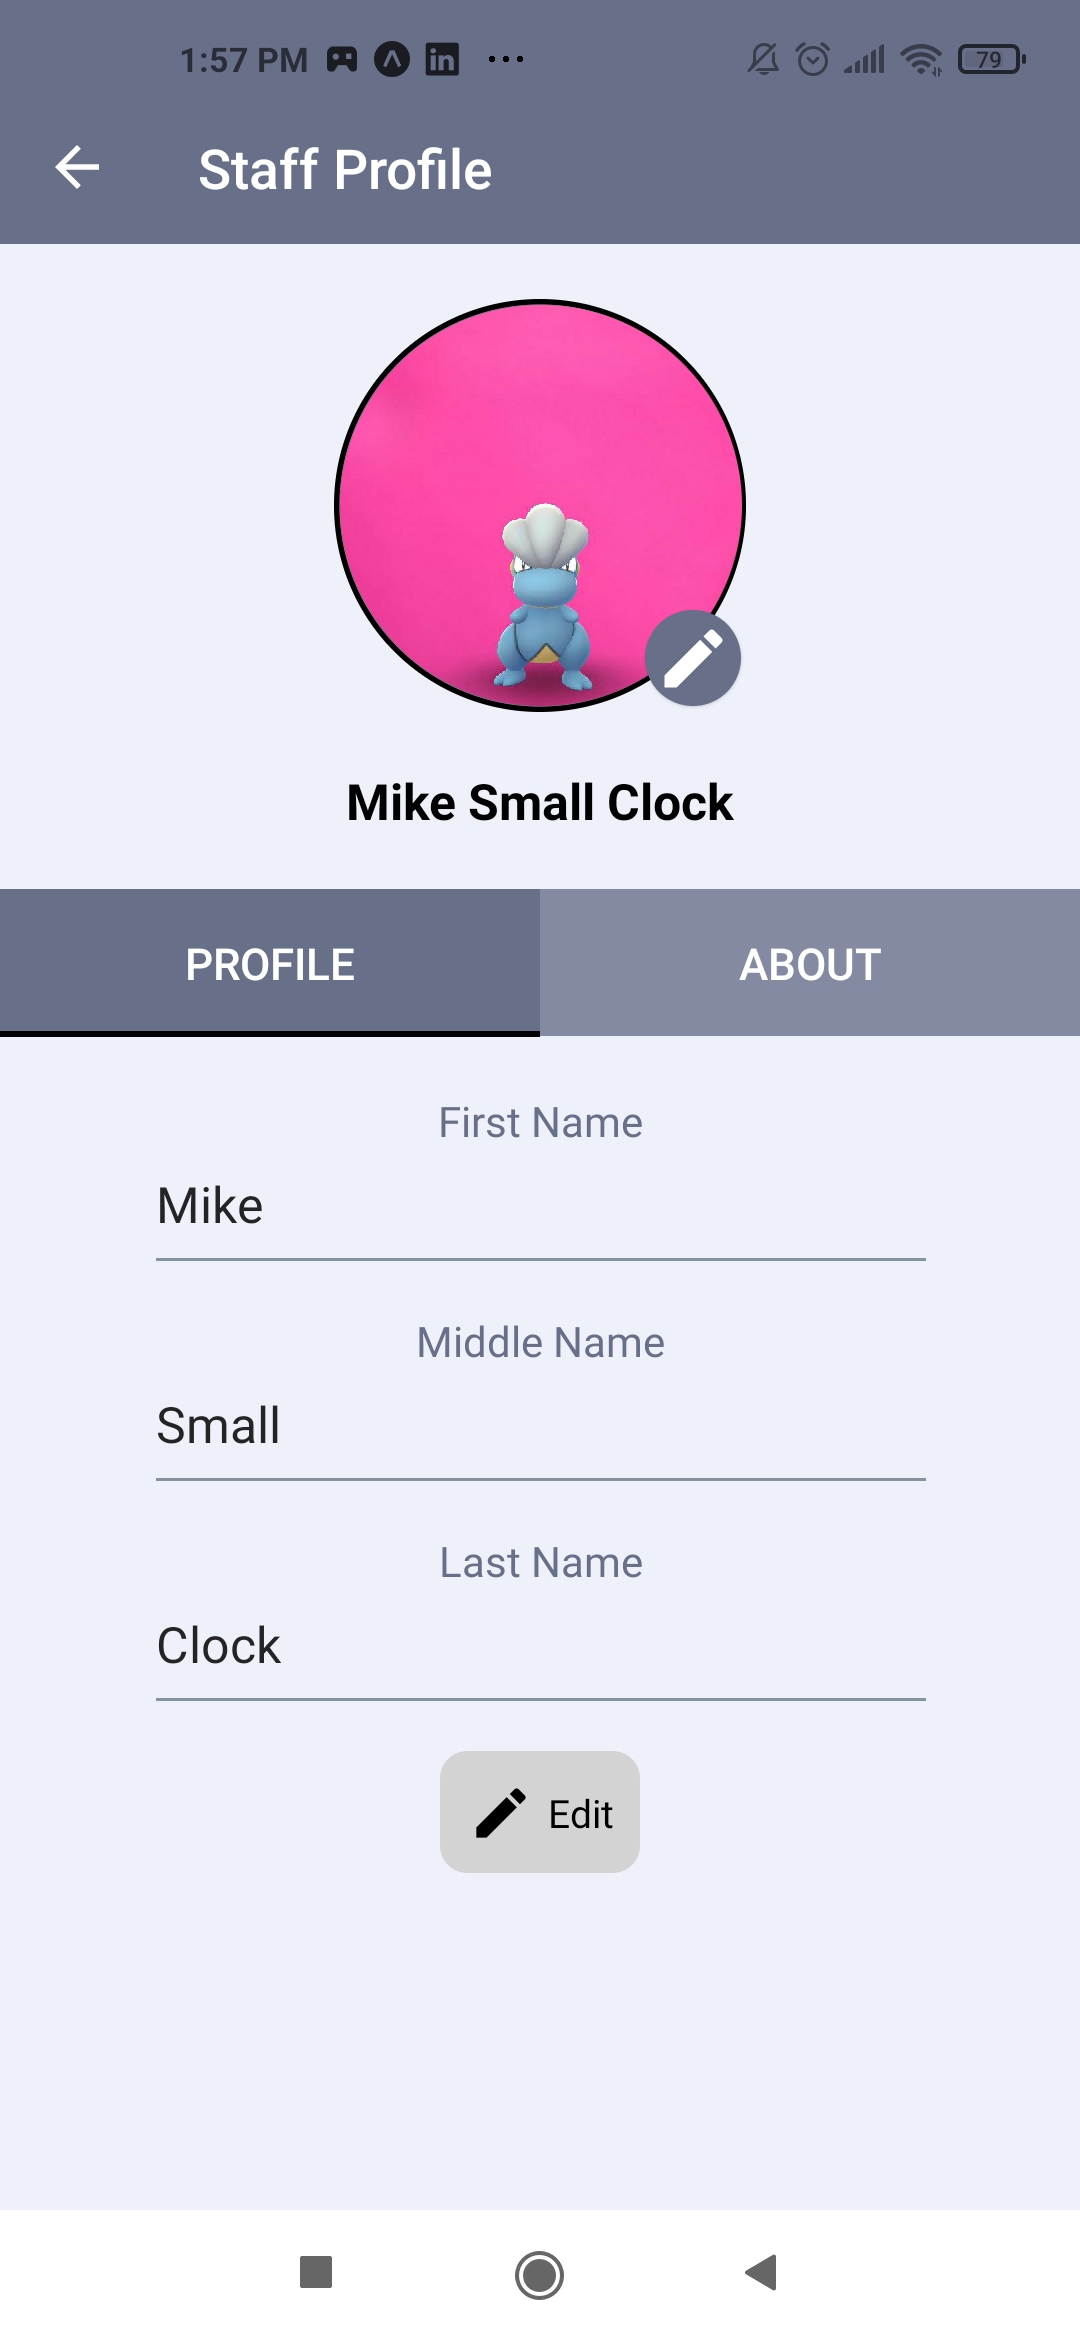 1:57 PM in ... 79
Staff Profile
Mike Small Clock
PROFILE ABOUT
First Name
Mike
Middle Name
Small
Last Name
Clock
Edit